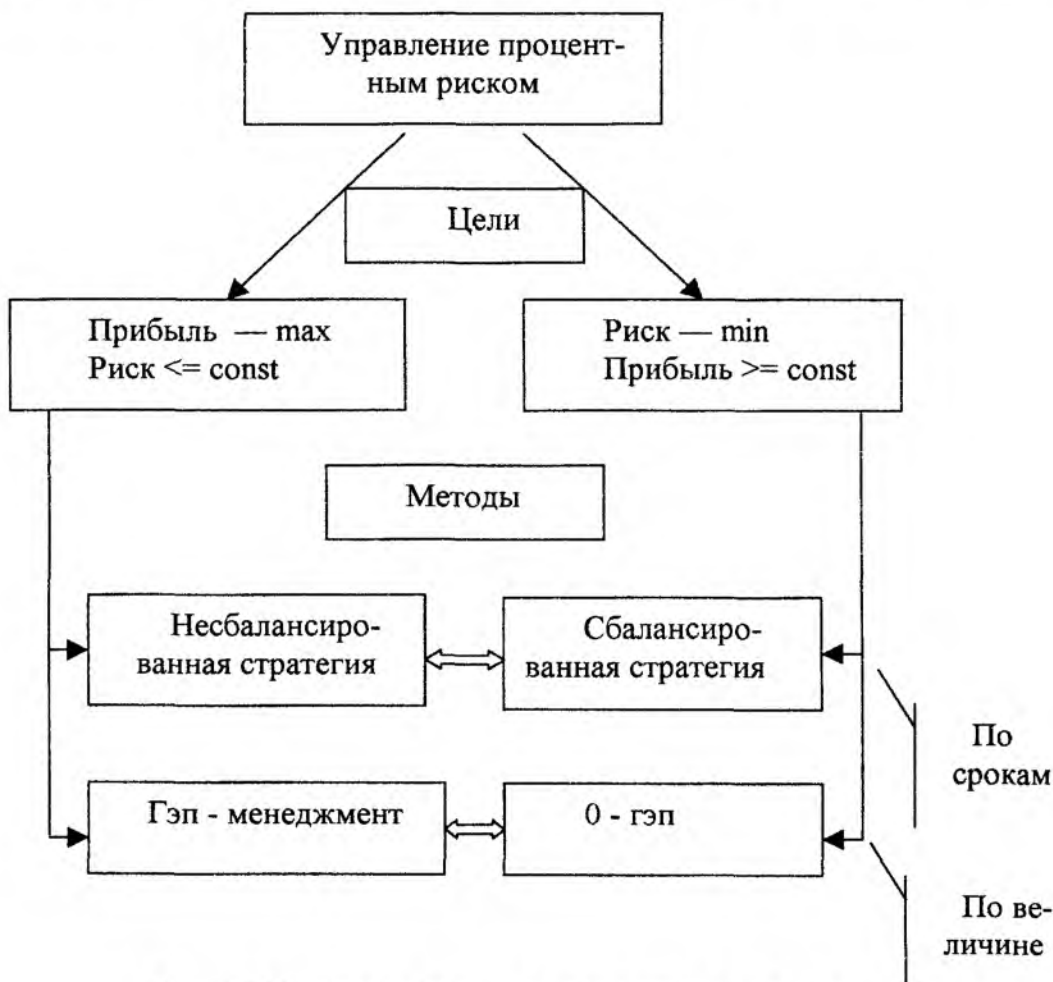 Управление процент-
ным риском
Цели
Прибыль — max
Риск <= const
Риск — min
Прибыль >= const
Методы
Несбалансиро-
ванная стратегия
Сбалансиро-
ванная стратегия
По
срокам
Гэп - менеджмент
0 - гэп
По ве-
личине